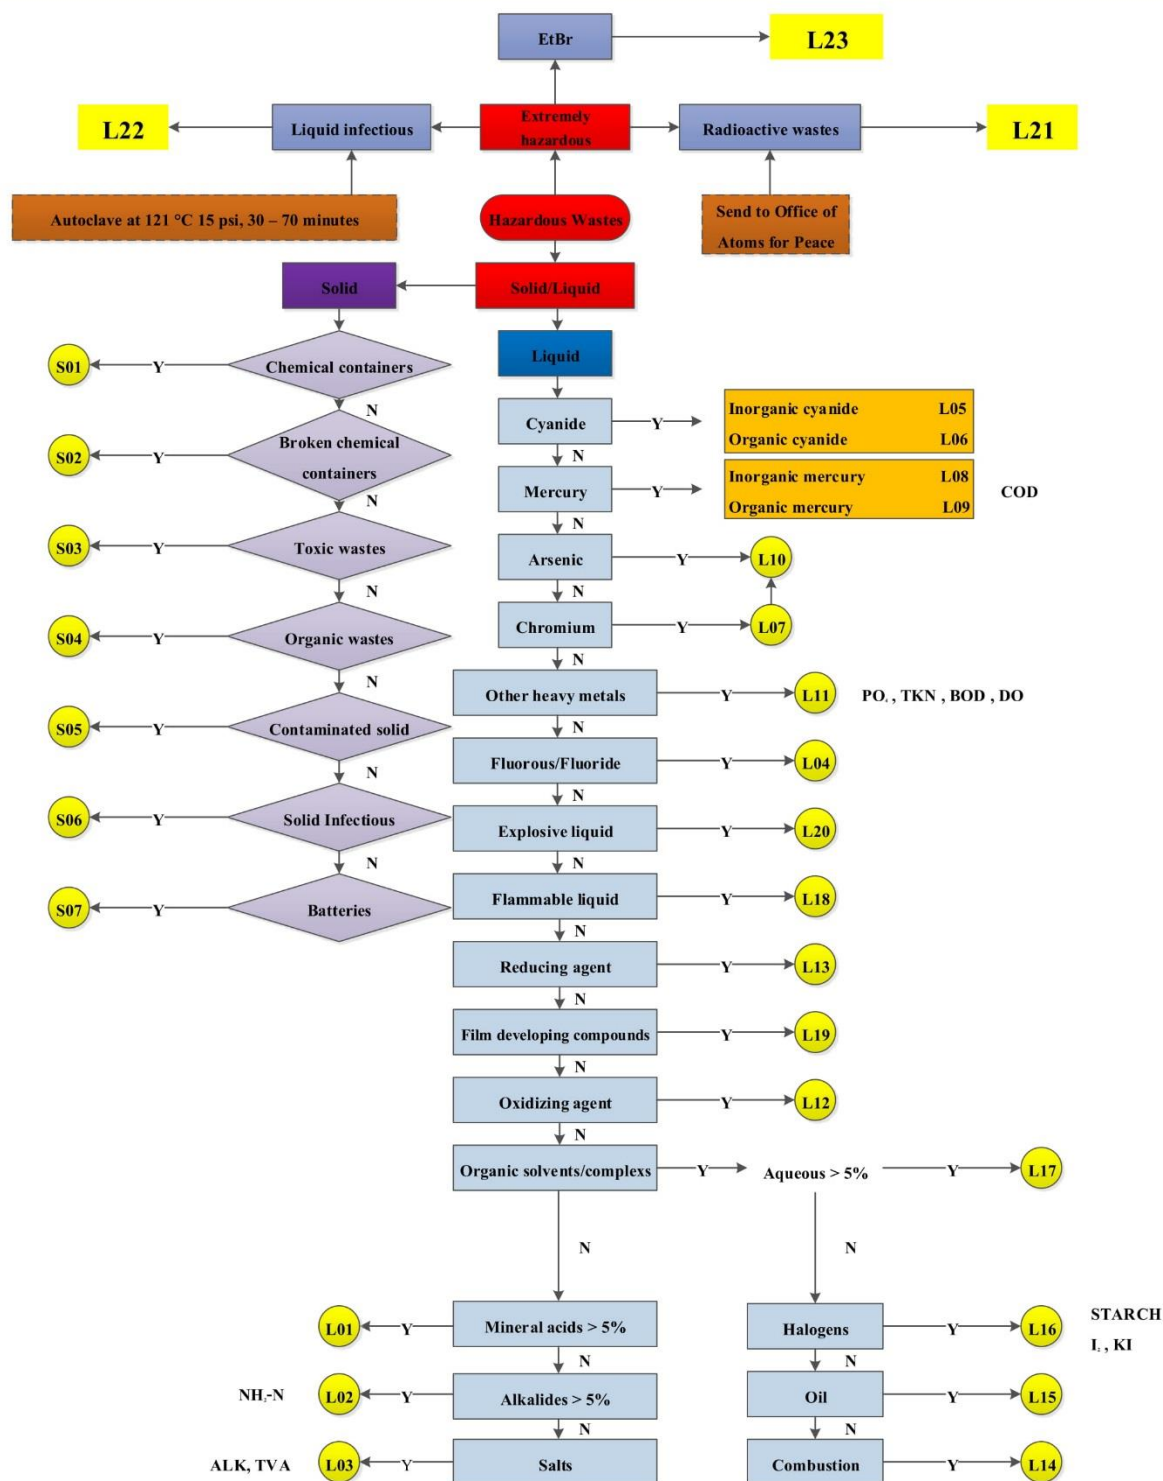 EtBr
L23
L22
Liquid infectious
Extremely
hazardous
Radioactive wastes
L21
Autoclave at 121 °C 15 psi, 30 – 70 minutes
Hazardous Wastes
Send to Office of
Atoms for Peace
Solid
Solid/Liquid
Liquid
S01
Y
Chemical containers
N
S02
Y
Broken chemical
containers
N
S03
Y
Toxic wastes
N
S04
Y
Organic wastes
N
S05
Y
Contaminated solid
N
S06
Y
Solid Infectious
N
S07
Y
Batteries
Cyanide
Y
Inorganic cyanide L05
Organic cyanide L06
N
Mercury
Y
Inorganic mercury L08
Organic mercury L09
COD
N
Arsenic
Y
L10
N
Chromium
Y
L07
N
Other heavy metals
Y
L11
PO₄ , TKN , BOD , DO
N
Fluorous/Fluoride
Y
L04
N
Explosive liquid
Y
L20
N
Flammable liquid
Y
L18
N
Reducing agent
Y
L13
N
Film developing compounds
Y
L19
N
Oxidizing agent
Y
L12
N
Organic solvents/complexs
Y
Aqueous > 5%
Y
L17
N
N
L01
Y
Mineral acids > 5%
N
NH₃-N
L02
Y
Alkalides > 5%
N
ALK, TVA
L03
Y
Salts
Halogens
Y
L16
STARCH
I₂ , KI
N
Oil
Y
L15
N
Combustion
Y
L14